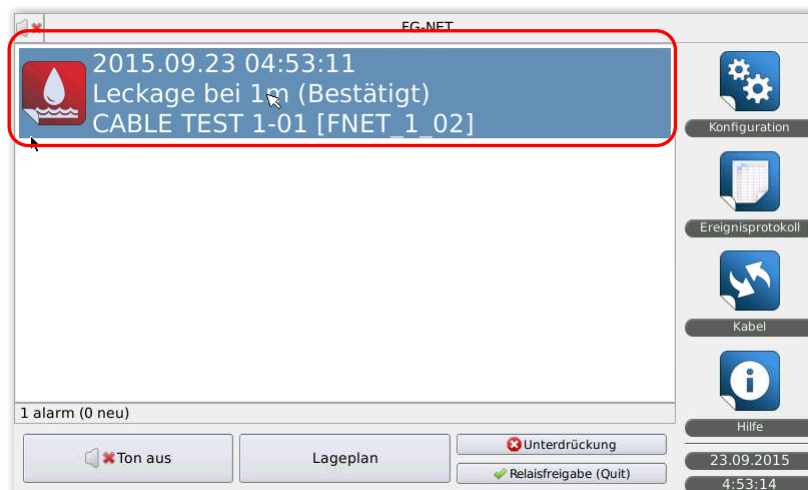 FG-NET
2015.09.23 04:53:11
Leckage bei 1m (Bestätigt)
CABLE TEST 1-01 [FNET_1_02]
1 alarm (0 neu)
Ton aus
Lageplan
Unterdrückung
Relaisfreigabe (Quit)
Konfiguration
Ereignisprotokoll
Kabel
Hilfe
23.09.2015
4:53:14